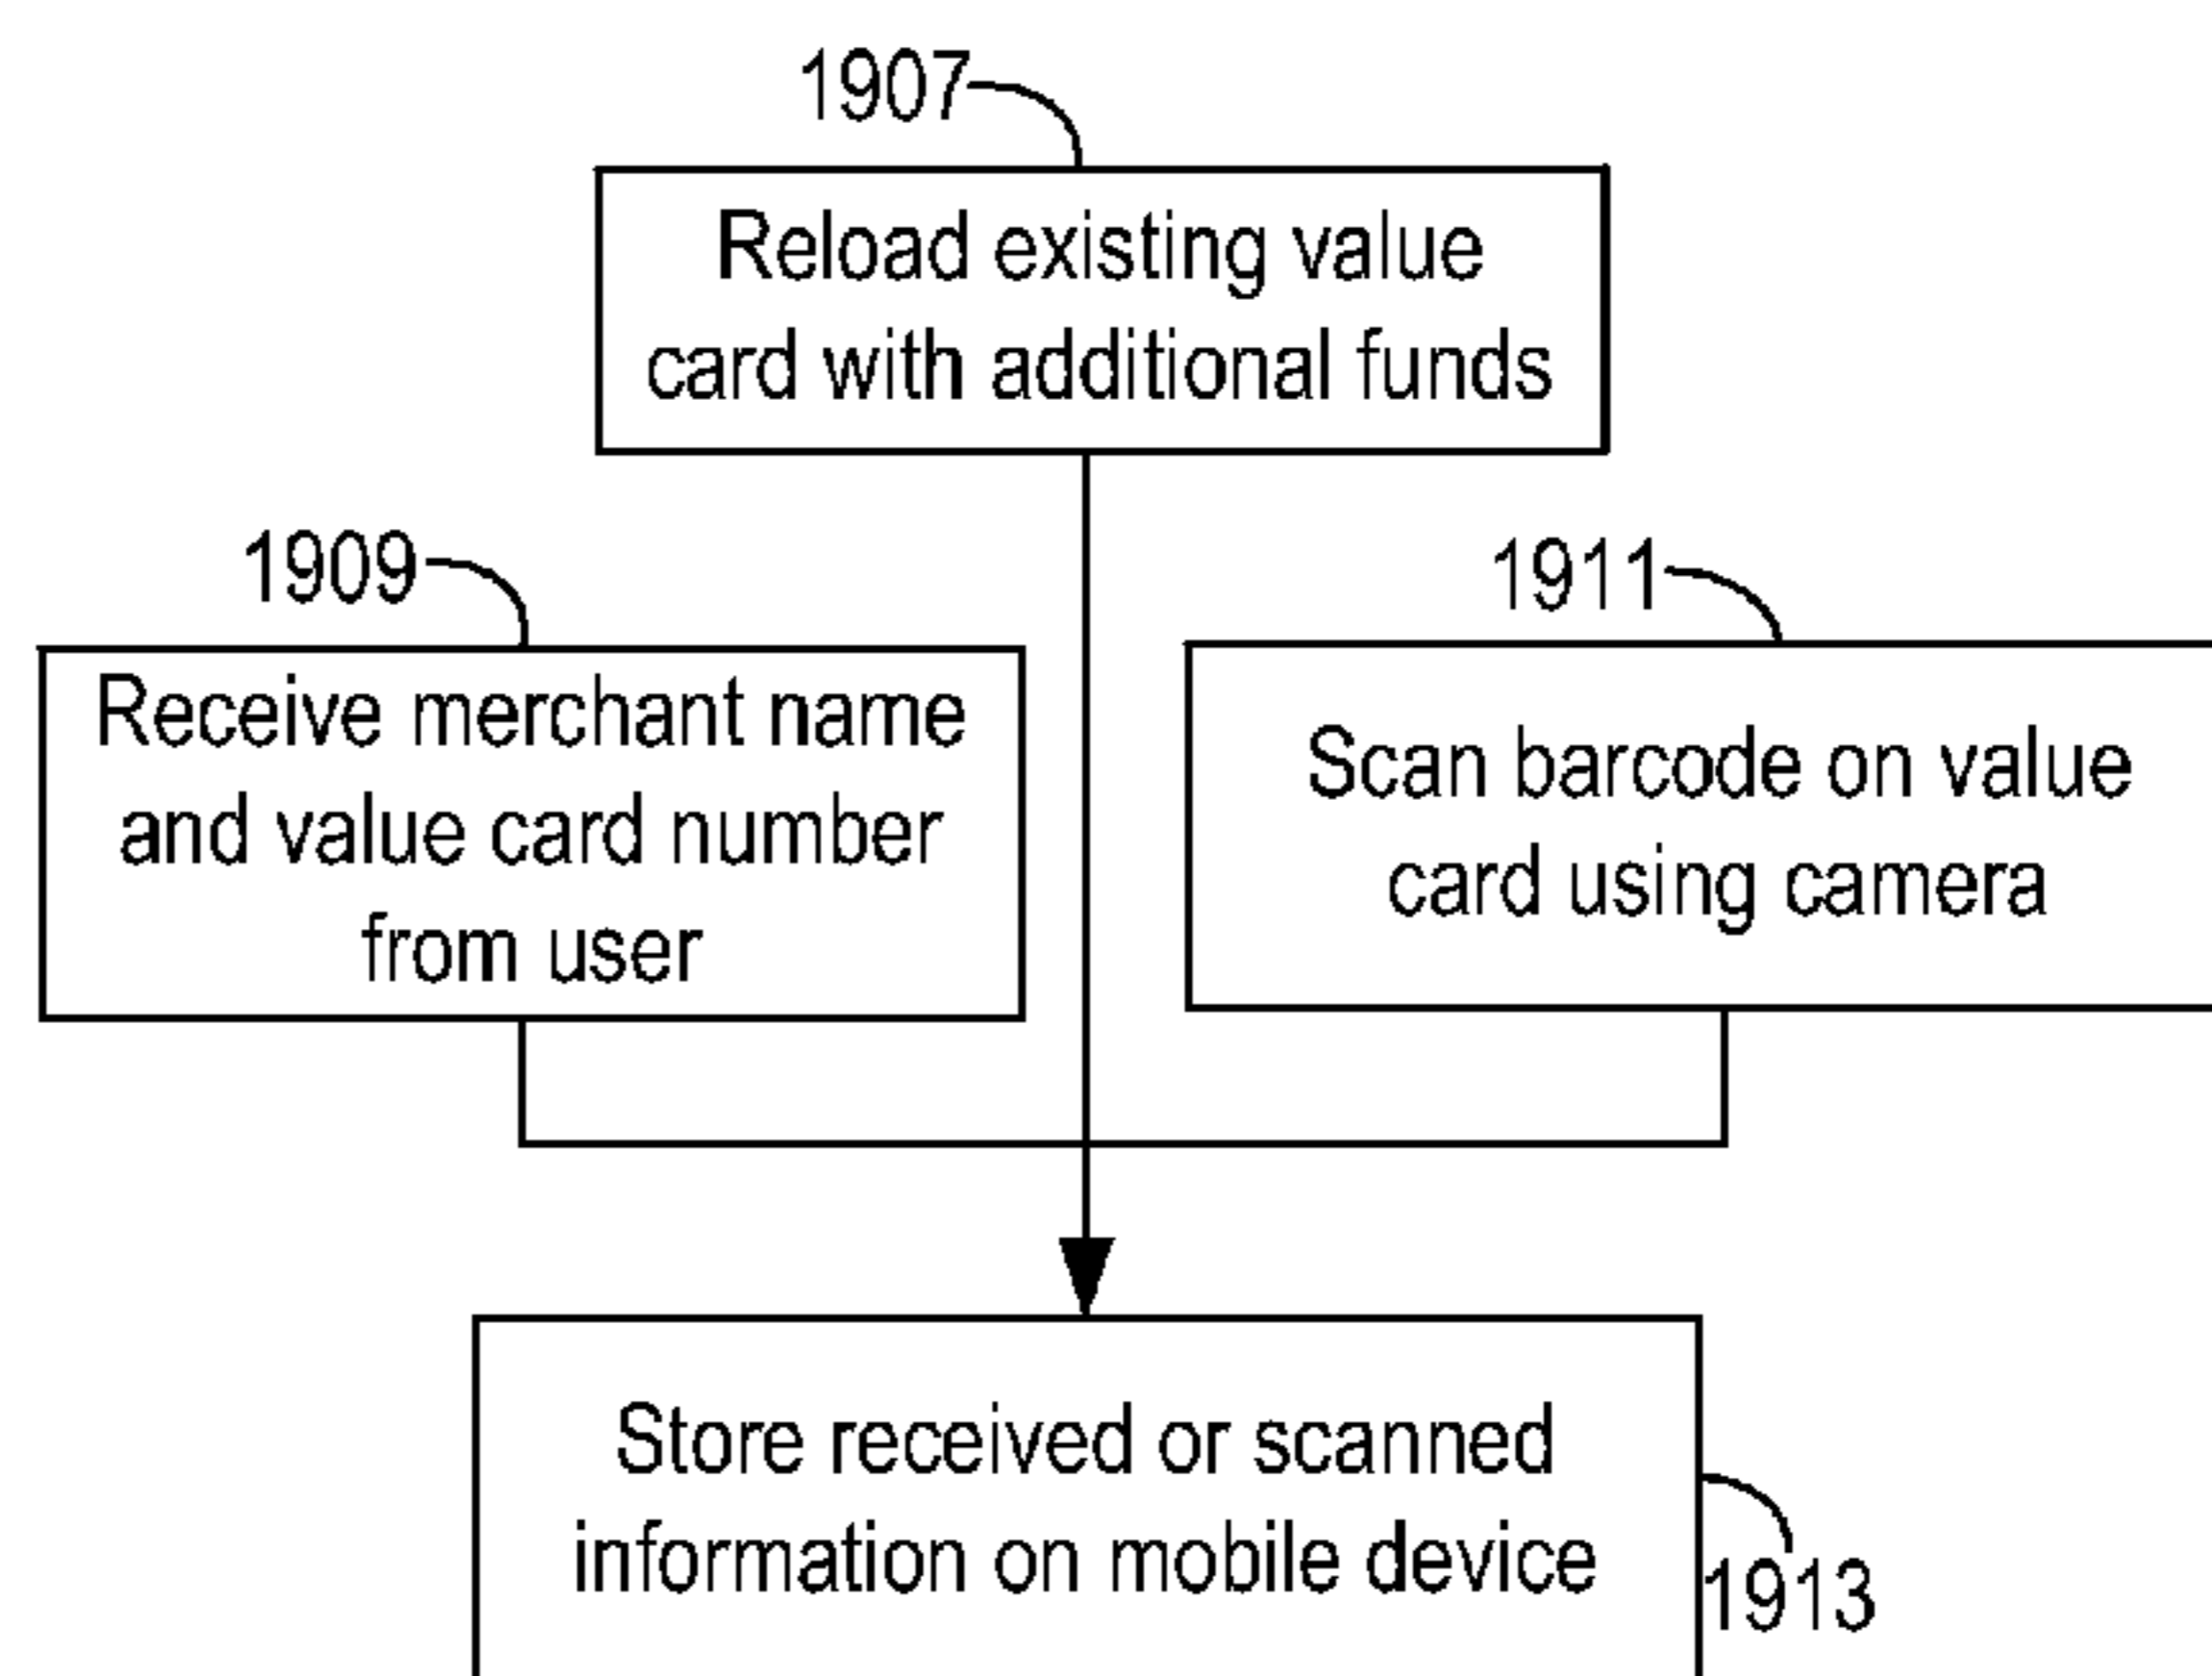 1907
Reload existing value
card with additional funds
1909
Receive merchant name
and value card number
from user
1911
Scan barcode on value
card using camera
Store received or scanned
information on mobile device
1913